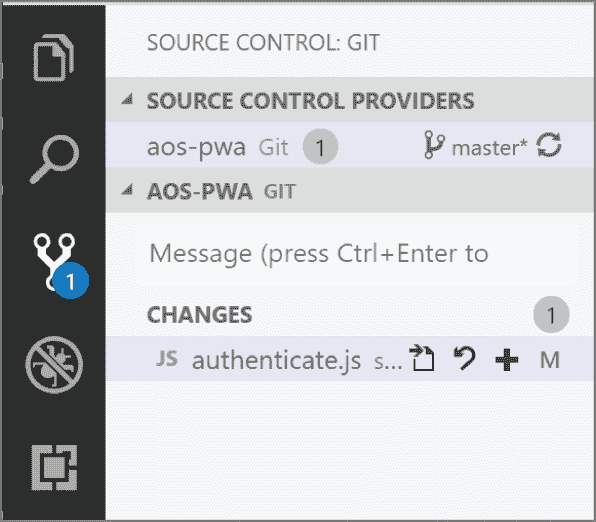 SOURCE CONTROL: GIT
SOURCE CONTROL PROVIDERS
aos-pwa Git 1 master*
AOS-PWA GIT
Message (press Ctrl+Enter to
1
CHANGES 1
JS authenticate.js s... M